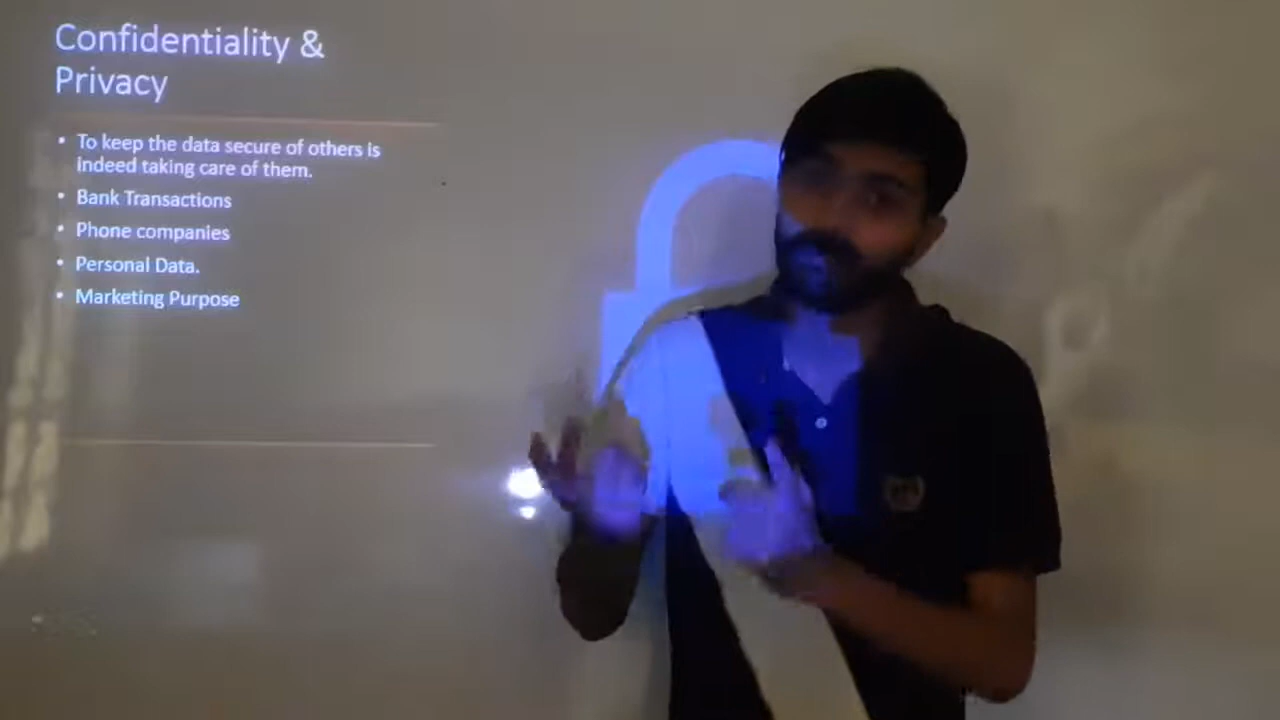 Confidentiality &
Privacy
• To keep the data secure of others is
indeed taking care of them.
• Bank Transactions
• Phone companies
• Personal Data.
• Marketing Purpose